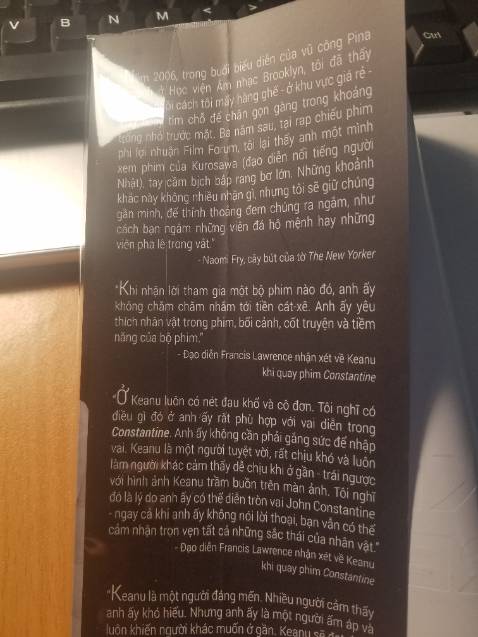 V B N M < >
Ctrl
Năm 2006, trong buổi biểu diễn của vũ công Pina
ở Học viện Âm nhạc Brooklyn, tôi đã thấy
cách tôi mấy hàng ghế - ở khu vực giá rẻ -
tìm chỗ để chân gọn gàng trong khoảng
trống nhỏ trước mặt. Ba năm sau, tại rạp chiếu phim
phi lợi nhuận Film Forum, tôi lại thấy anh một mình
xem phim của Kurosawa (đạo diễn nổi tiếng người
Nhật), tay cầm bịch bắp rang bơ lớn. Những khoảnh
khắc này không nhiều nhặn gì, nhưng tôi sẽ giữ chúng
gần mình, để thỉnh thoảng đem chúng ra ngắm, như
cách bạn ngắm những viên đá hộ mệnh hay những
viên pha lê trong vắt."
- Naomi Fry, cây bút của tờ The New Yorker
"Khi nhận lời tham gia một bộ phim nào đó, anh ấy
không chăm chăm nhắm tới tiền cát-xê. Anh ấy yêu
thích nhân vật trong phim, bối cảnh, cốt truyện và tiềm
năng của bộ phim."
- Đạo diễn Francis Lawrence nhận xét về Keanu
khi quay phim Constantine
"Ở Keanu luôn có nét đau khổ và cô đơn. Tôi nghĩ có
điều gì đó ở anh ấy rất phù hợp với vai diễn trong
Constantine. Anh ấy không cần phải gắng sức để nhập
vai. Keanu là một người tuyệt vời, rất chịu khó và luôn
làm người khác cảm thấy dễ chịu khi ở gần - trái ngược
với hình ảnh Keanu trầm buồn trên màn ảnh. Tôi nghĩ
đó là lý do anh ấy có thể diễn tròn vai John Constantine
- ngay cả khi anh ấy không nói lời thoại, bạn vẫn có thể
cảm nhận trọn vẹn tất cả những sắc thái của nhân vật."
- Đạo diễn Francis Lawrence nhận xét về Keanu
khi quay phim Constantine
"Keanu là một người đáng mến. Nhiều người cảm thấy
anh ấy khó hiểu. Nhưng anh ấy là một người ấm áp và
luôn khiến người khác muốn ở gần. Keanu sẽ